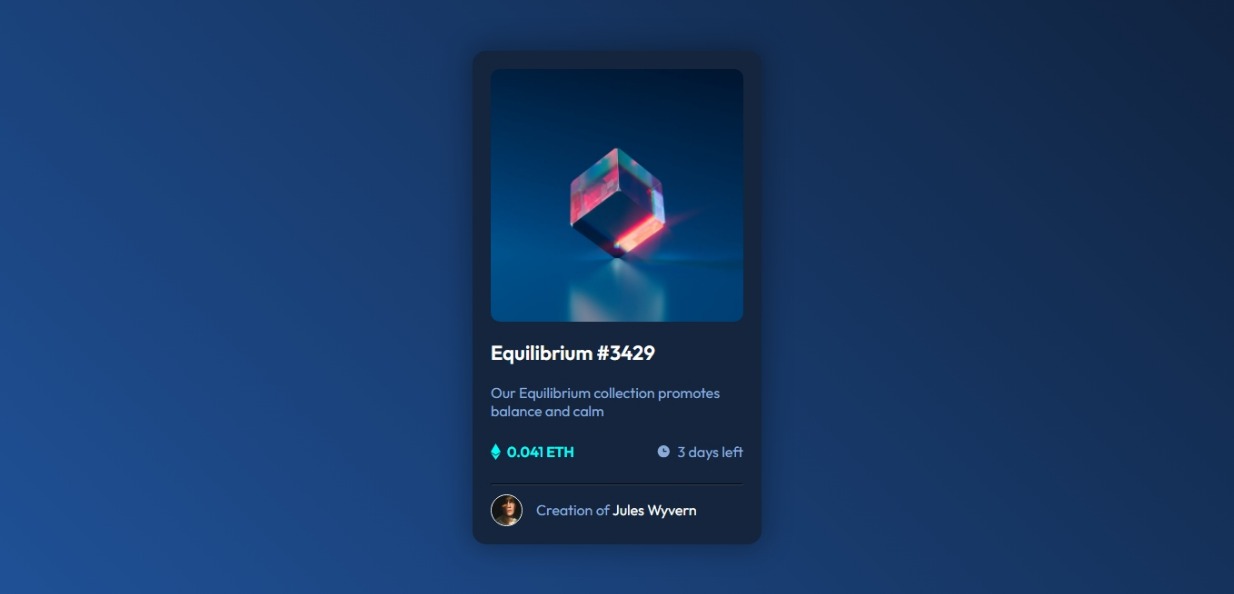 Equilibrium #3429
Our Equilibrium collection promotes
balance and calm
0.041 ETH
3 days left
Creation of Jules Wyvern